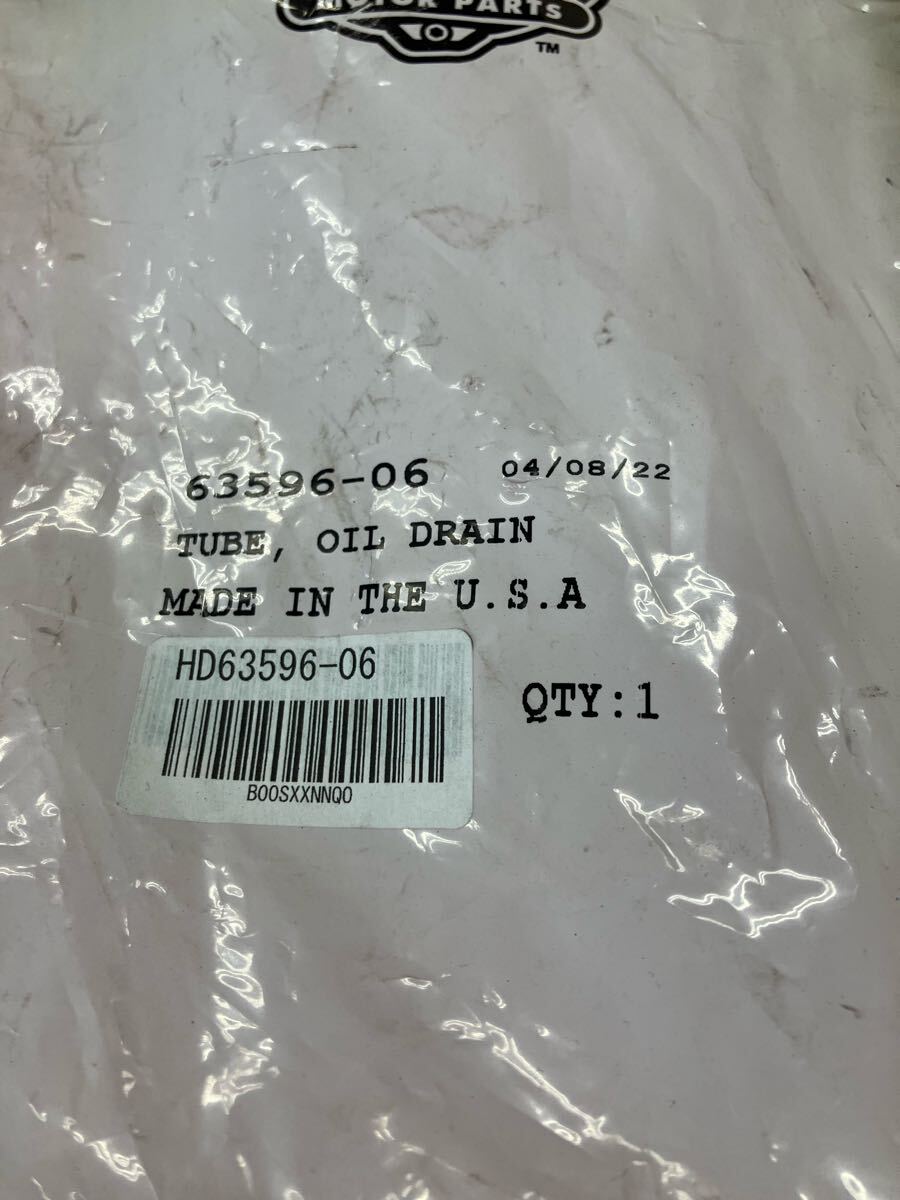 MOTOR PARTS
TM
63596-06 04/08/22
TUBE, OIL DRAIN
MADE IN THE U.S.A
HD63596-06
QTY:1
B00SXXNNQ0